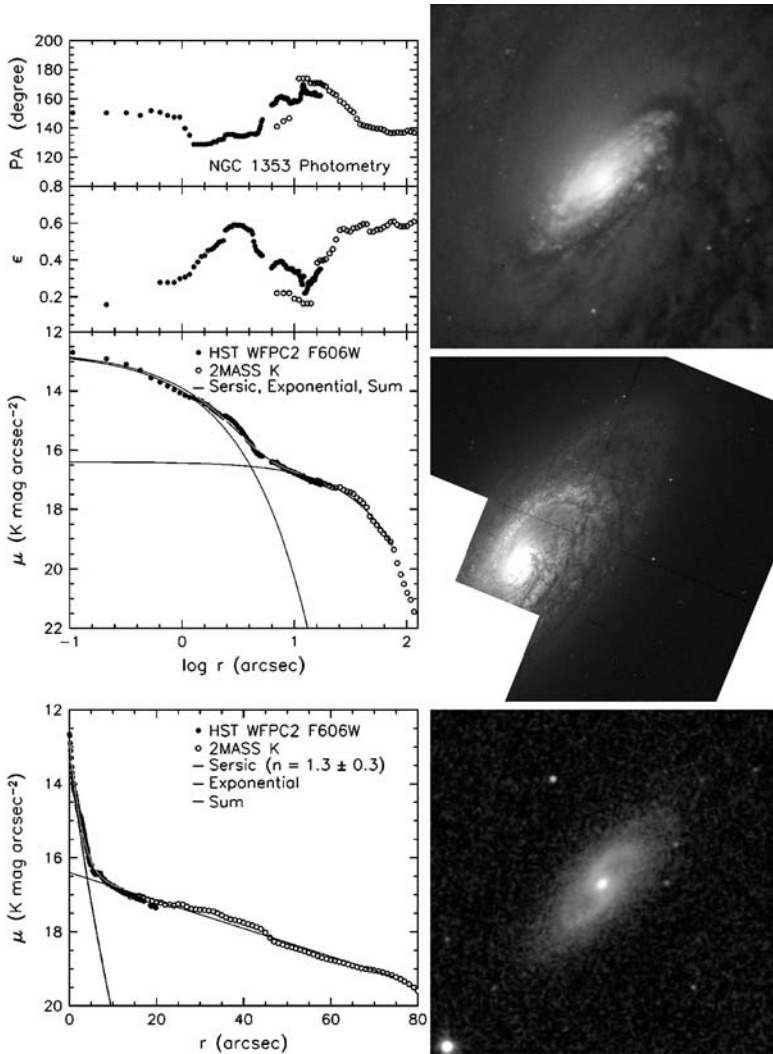 200
180
160
140
120
PA (degree)
NGC 1353 Photometry
0.8
0.6
0.4
0.2
ϵ
12
14
16
18
20
22
μ (K mag arcsec⁻²)
HST WFPC2 F606W
2MASS K
Sersic, Exponential, Sum
−1 0 1 2
log r (arcsec)
12
14
16
18
20
μ (K mag arcsec⁻²)
HST WFPC2 F606W
2MASS K
Sersic (n = 1.3 ± 0.3)
Exponential
Sum
0 20 40 60 80
r (arcsec)